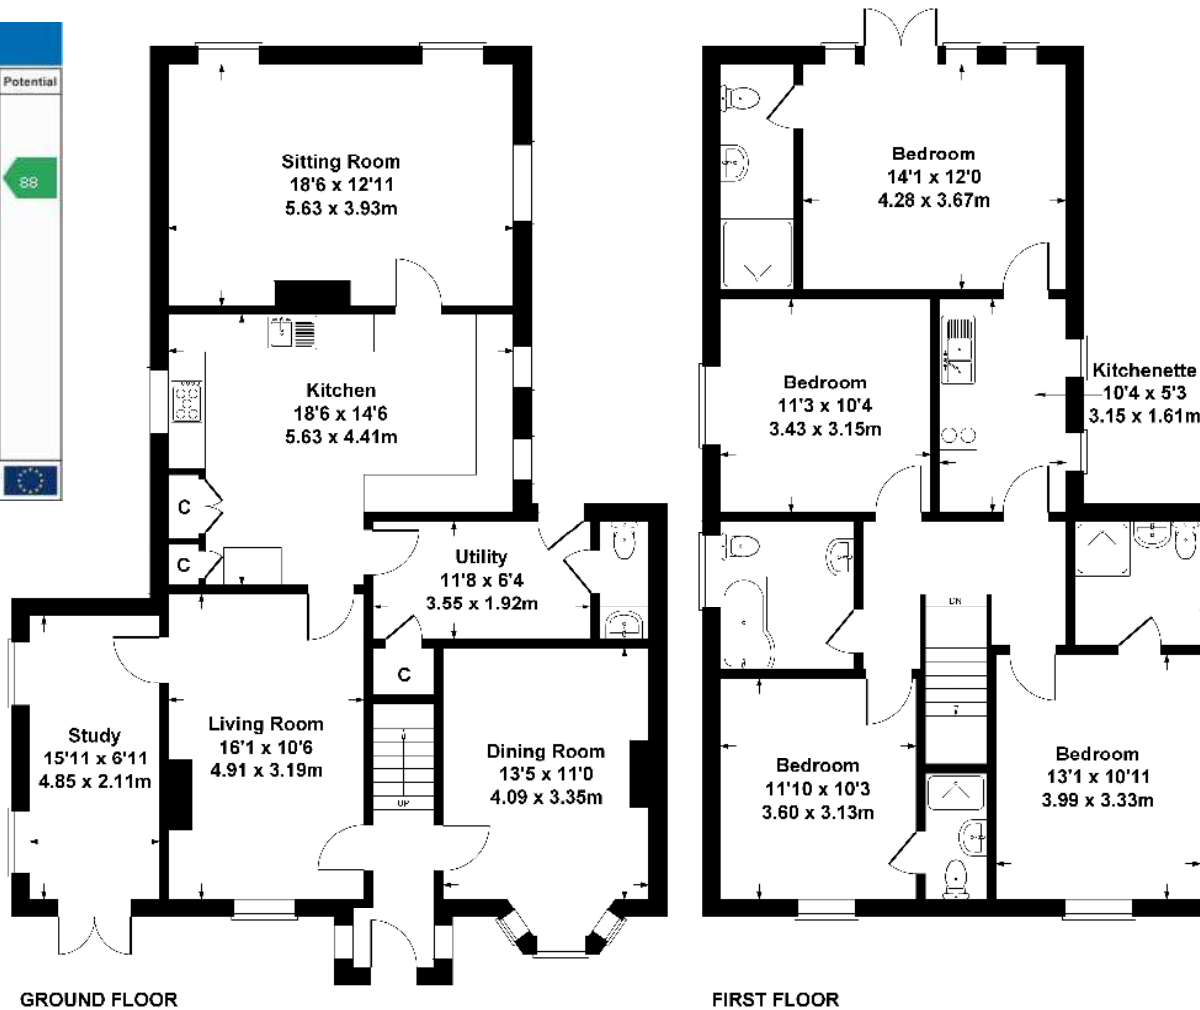 Potential
88
Sitting Room
18'6 x 12'11
5.63 x 3.93m
Kitchen
18'6 x 14'6
5.63 x 4.41m
C
C
Utility
11'8 x 6'4
3.55 x 1.92m
C
Study
15'11 x 6'11
4.85 x 2.11m
Living Room
16'1 x 10'6
4.91 x 3.19m
UP
Dining Room
13'5 x 11'0
4.09 x 3.35m
GROUND FLOOR
Bedroom
14'1 x 12'0
4.28 x 3.67m
Bedroom
11'3 x 10'4
3.43 x 3.15m
Kitchenette
10'4 x 5'3
3.15 x 1.61m
DN
Bedroom
11'10 x 10'3
3.60 x 3.13m
Bedroom
13'1 x 10'11
3.99 x 3.33m
FIRST FLOOR